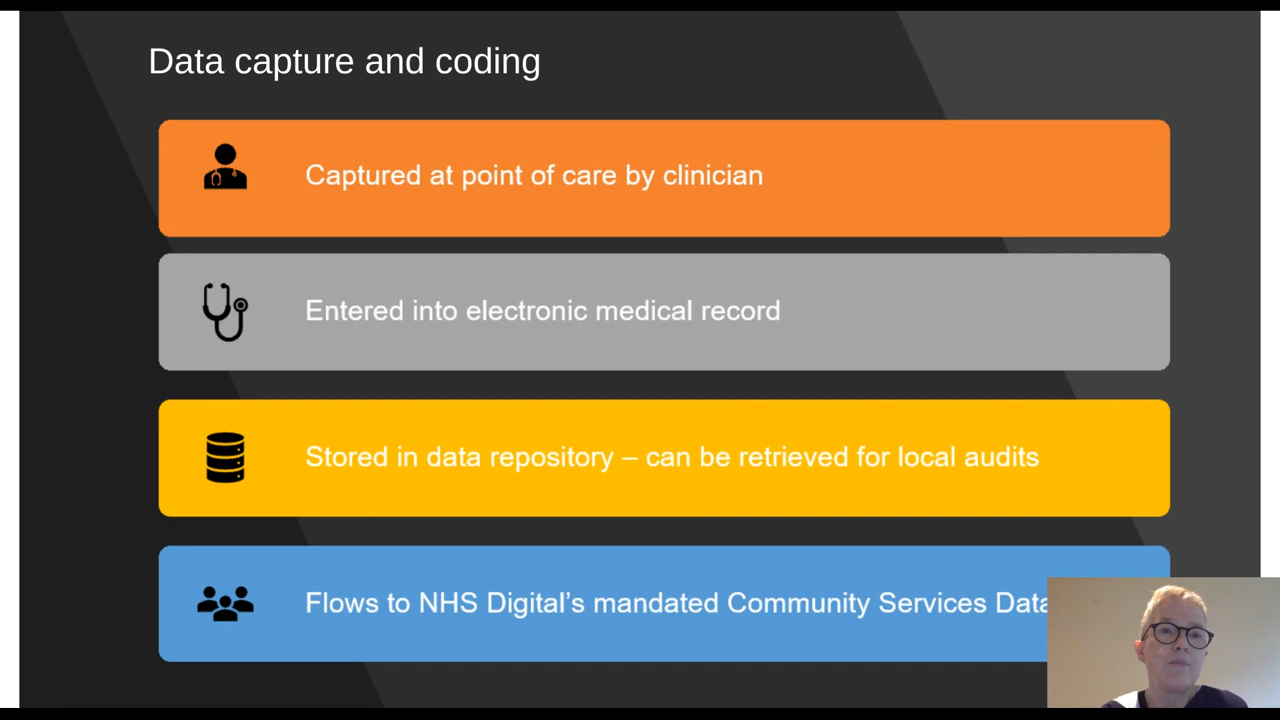 Data capture and coding
Captured at point of care by clinician
Entered into electronic medical record
Stored in data repository – can be retrieved for local audits
Flows to NHS Digital’s mandated Community Services Data